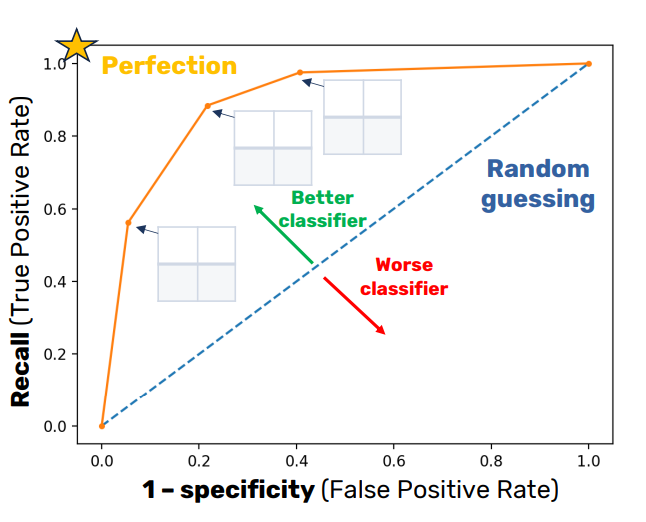 Perfection
1.0
0.8
0.6
0.4
0.2
0.0
Recall (True Positive Rate)
Random
guessing
Better
classifier
Worse
classifier
0.0 0.2 0.4 0.6 0.8 1.0
1 – specificity (False Positive Rate)